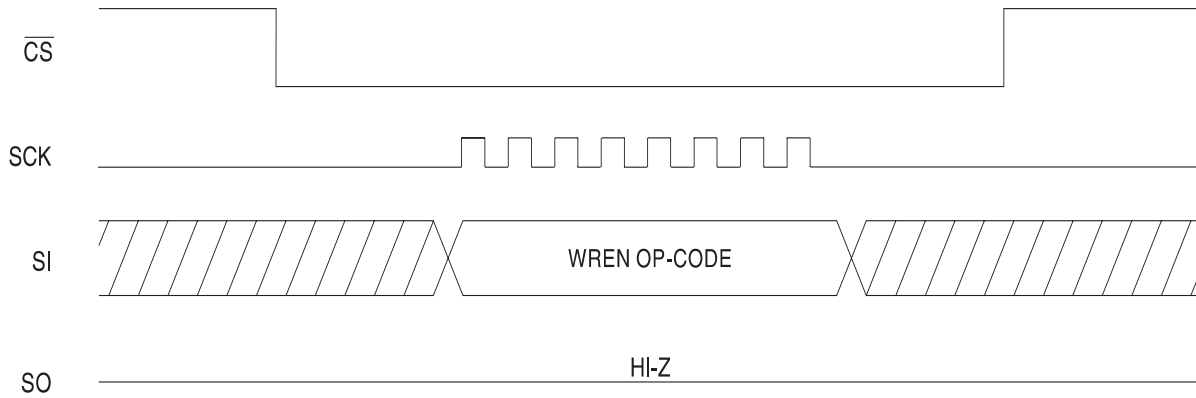 CS
SCK
SI
WREN OP-CODE
HI-Z
SO